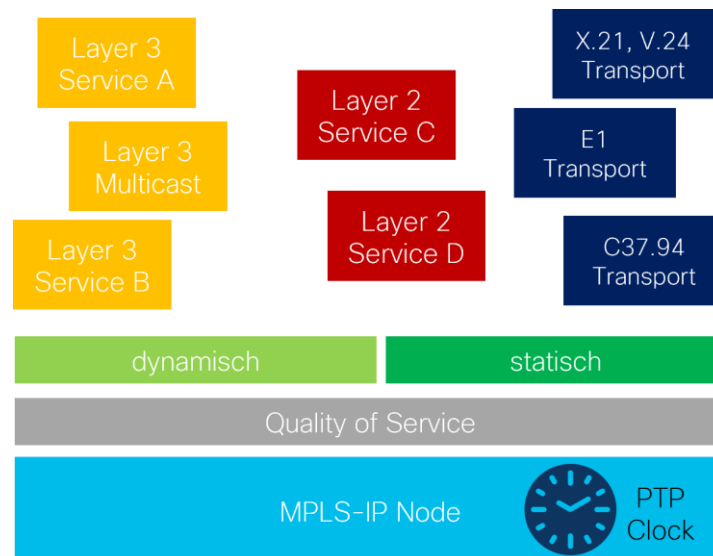 Layer 3
Service A
Layer 3
Multicast
Layer 3
Service B
Layer 2
Service C
Layer 2
Service D
X.21, V.24
Transport
E1
Transport
C37.94
Transport
dynamisch
statisch
Quality of Service
MPLS-IP Node
PTP
Clock